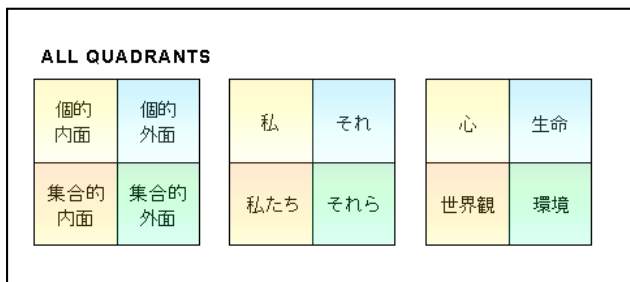 ALL QUADRANTS
個的
内面
個的
外面
集合的
内面
集合的
外面
私
それ
私たち
それら
心
生命
世界観
環境